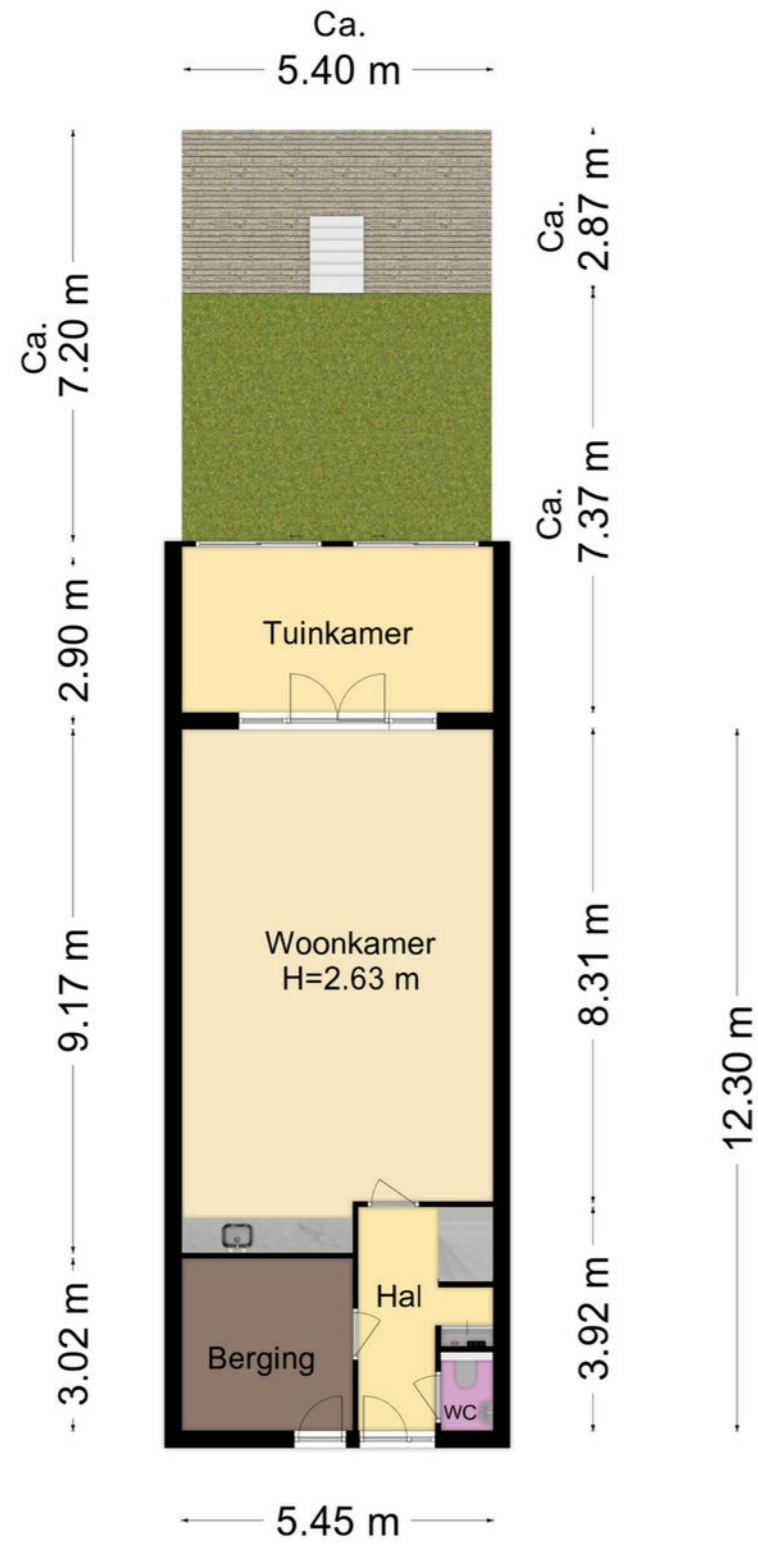 Ca.
5.40 m
Ca.
2.87 m
Ca.
7.20 m
Ca.
7.37 m
2.90 m
Tuinkamer
9.17 m
Woonkamer
H=2.63 m
8.31 m
12.30 m
3.02 m
Hal
3.92 m
Berging
WC
5.45 m